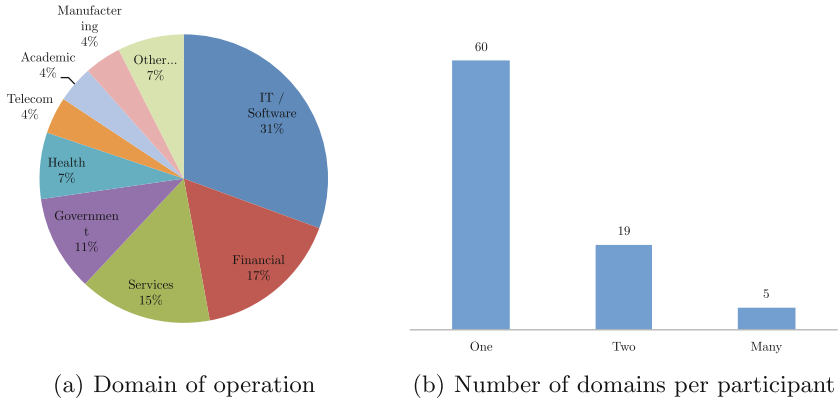 Manufacter
ing
4%
Academic
4%
Telecom
4%
Health
7%
Governmen
t
11%
Services
15%
Financial
17%
IT /
Software
31%
Other...
7%
(a) Domain of operation
60
19
5
One
Two
Many
(b) Number of domains per participant